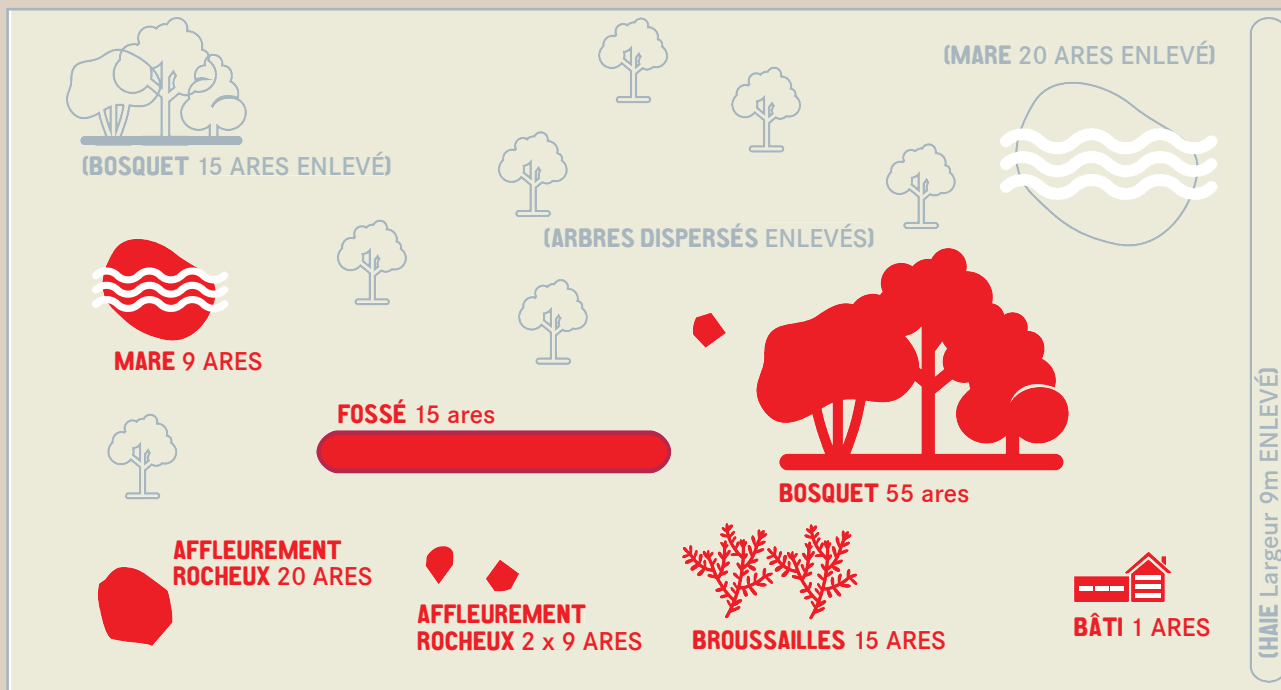 (MARE 20 ARES ENLEVÉ)
(BOSQUET 15 ARES ENLEVÉ)
(ARBRES DISPERSÉS ENLEVÉS)
MARE 9 ARES
FOSSÉ 15 ares
BOSQUET 55 ares
AFFLEUREMENT
ROCHEUX 20 ARES
AFFLEUREMENT
ROCHEUX 2 x 9 ARES
BROUSSAILLES 15 ARES
BÂTI 1 ARES
(HAIE Largeur 9m ENLEVÉ)